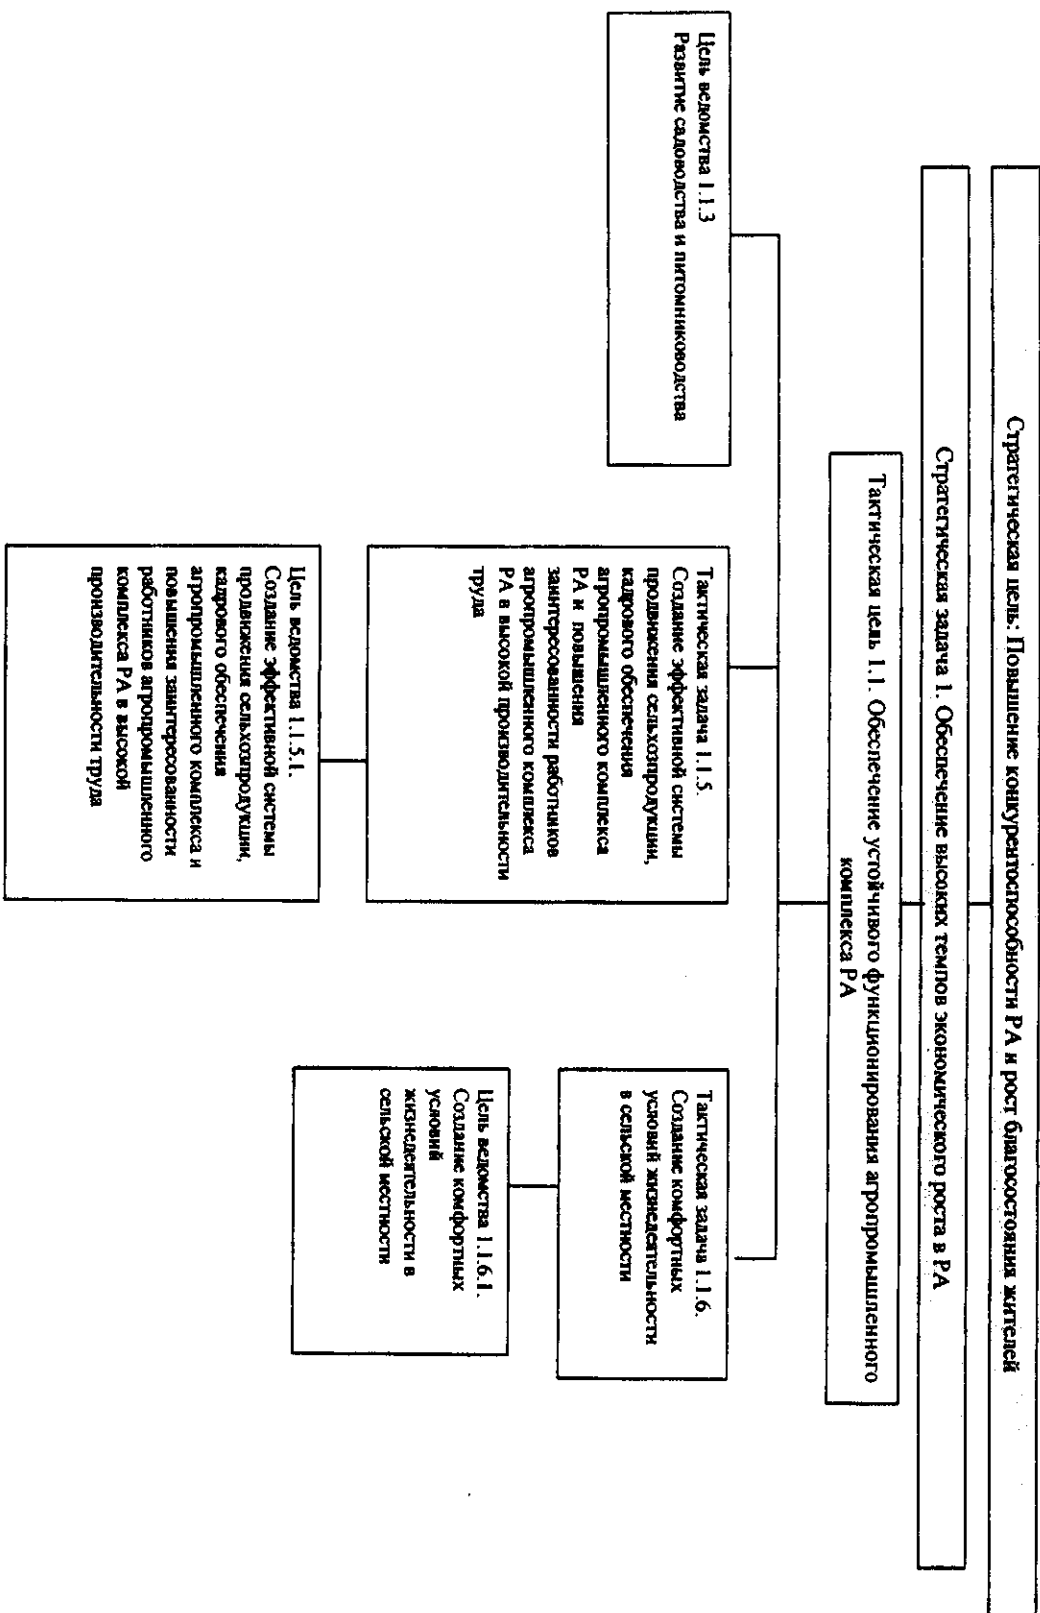 Стратегическая цель: Повышение конкурентоспособности РА и рост благосостояния жителей
Стратегическая задача 1. Обеспечение высоких темпов экономического роста в РА
Тактическая цель 1.1. Обеспечение устойчивого функционирования агропромышленного
комплекса РА
Цель ведомства 1.1.3
Развитие садоводства и питомниководства
Тактическая задача 1.1.5.
Создание эффективной системы
продвижения сельхозпродукции,
кадрового обеспечения
агропромышленного комплекса
РА и повышения
заинтересованности работников
агропромышленного комплекса
РА в высокой производительности
труда
Тактическая задача 1.1.6.
Создание комфортных
условий жизнедеятельности
в сельской местности
Цель ведомства 1.1.5.1.
Создание эффективной системы
продвижения сельхозпродукции,
кадрового обеспечения
агропромышленного комплекса и
повышения заинтересованности
работников агропромышленного
комплекса РА в высокой
производительности труда
Цель ведомства 1.1.6.1.
Создание комфортных
условий
жизнедеятельности в
сельской местности